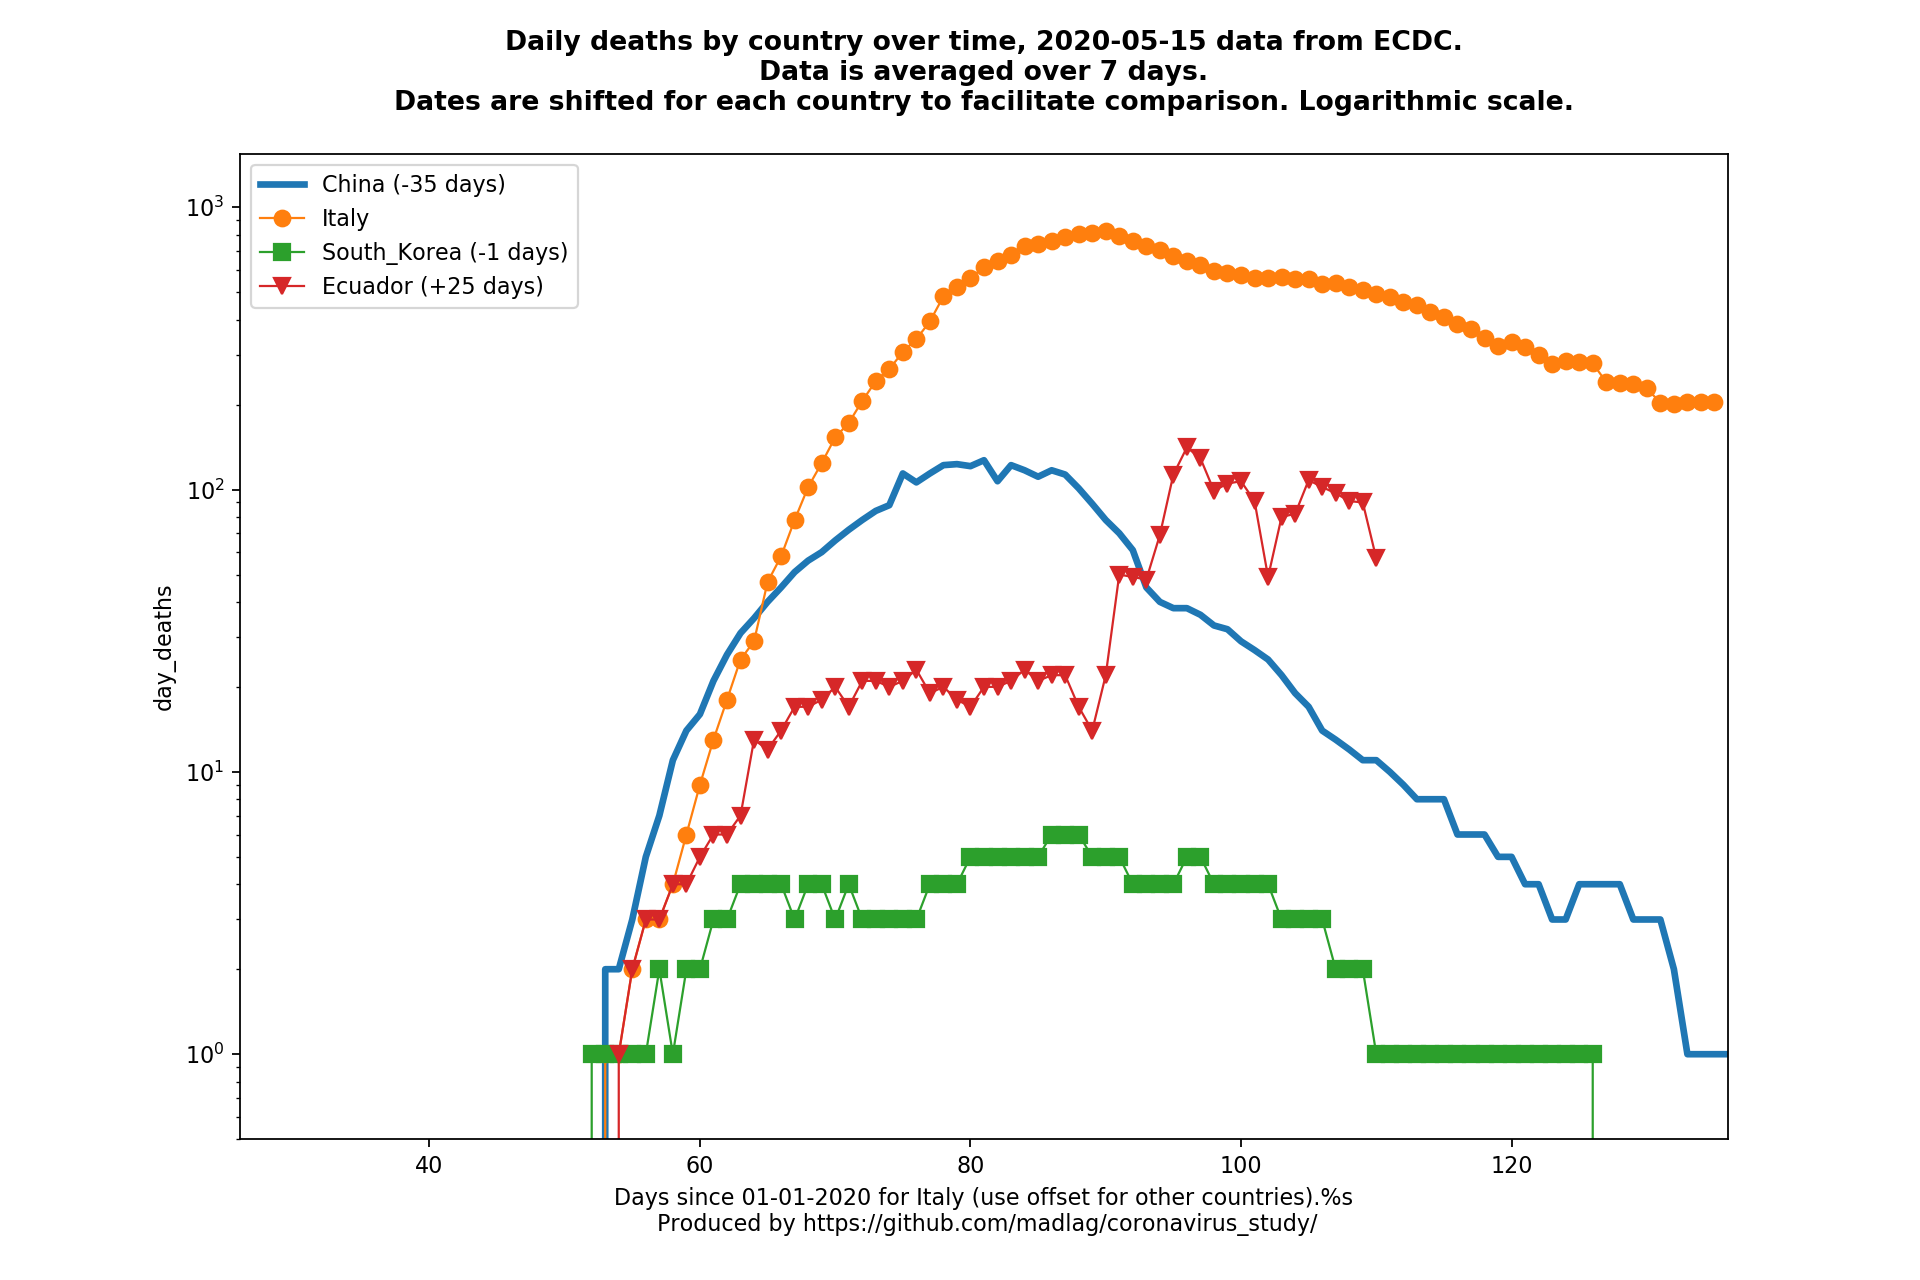 Daily deaths by country over time, 2020-05-15 data from ECDC.
Data is averaged over 7 days.
Dates are shifted for each country to facilitate comparison. Logarithmic scale.
China (-35 days)
Italy
South_Korea (-1 days)
Ecuador (+25 days)
10³
10²
10¹
10⁰
day_deaths
40 60 80 100 120
Days since 01-01-2020 for Italy (use offset for other countries).%s
Produced by https://github.com/madlag/coronavirus_study/